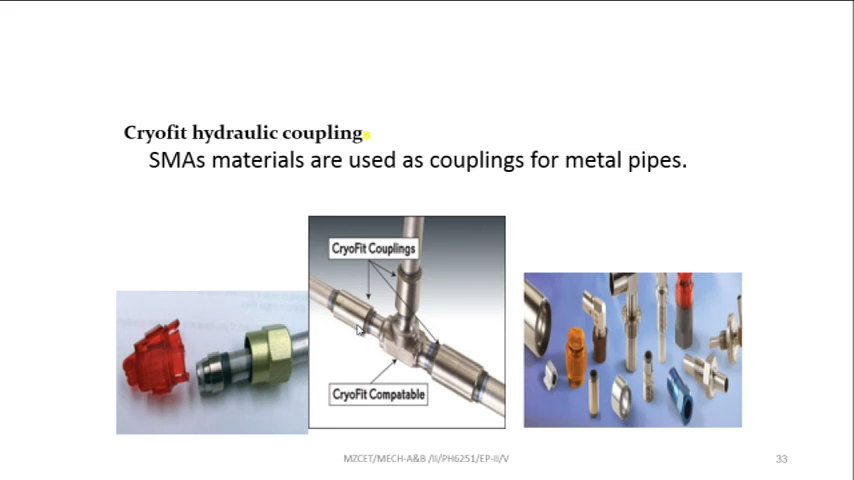 Cryofit hydraulic couplings
SMAs materials are used as couplings for metal pipes.
CryoFit Couplings
CryoFit Compatable
MZCET/MECH-A&B /II/PH6251/EP-II/V
33